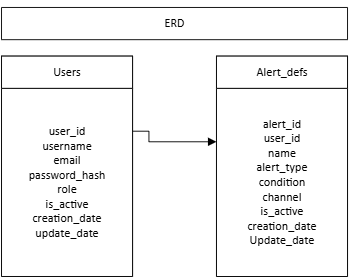 ERD
Users
user_id
username
email
password_hash
role
is_active
creation_date
update_date
Alert_defs
alert_id
user_id
name
alert_type
condition
channel
is_active
creation_date
Update_date